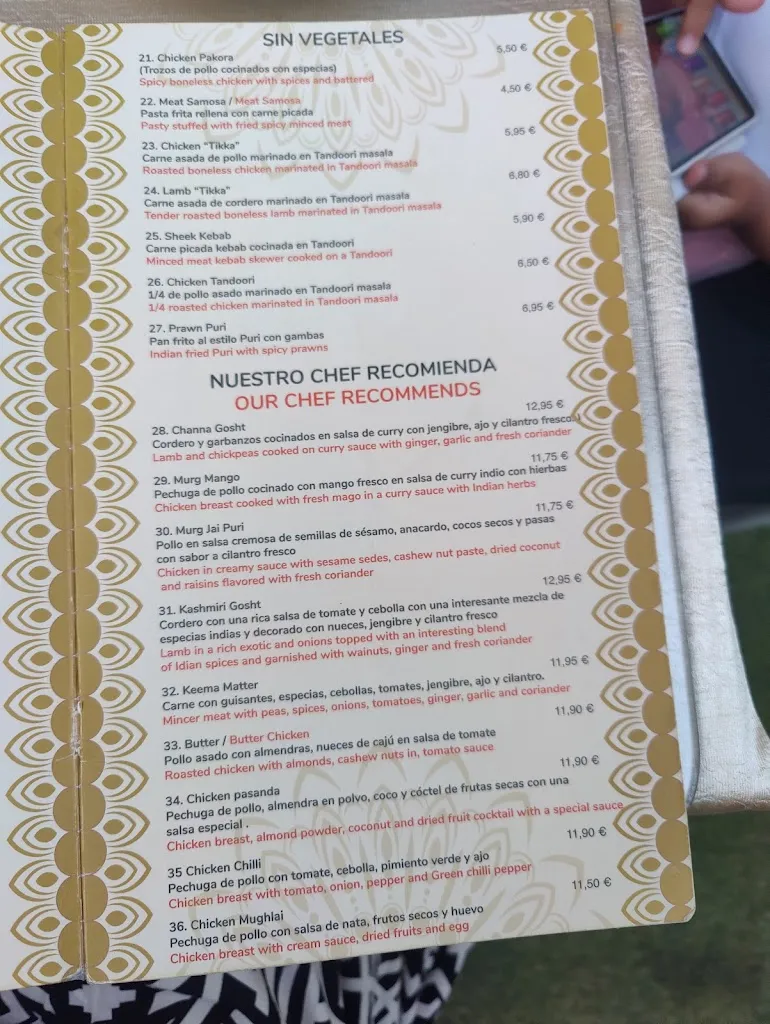 SIN VEGETALES
21. Chicken Pakora 5,50 €
(Trozos de pollo cocinados con especias)
Spicy boneless chicken with spices and battered
22. Meat Samosa / Meat Samosa 4,50 €
Pasta frita rellena con carne picada
Pasty stuffed with fried spicy minced meat
23. Chicken "Tikka" 5,95 €
Carne asada de pollo marinado en Tandoori masala
Roasted boneless chicken marinated in Tandoori masala
24. Lamb "Tikka" 6,80 €
Carne asada de cordero marinado en Tandoori masala
Tender roasted boneless lamb marinated in Tandoori masala
25. Sheek Kebab 5,90 €
Carne picada kebab cocinada en Tandoori
Minced meat kebab skewer cooked on a Tandoori
26. Chicken Tandoori 6,50 €
1/4 de pollo asado marinado en Tandoori masala
1/4 roasted chicken marinated in Tandoori masala
27. Prawn Puri 6,95 €
Pan frito al estilo Puri con gambas
Indian fried Puri with spicy prawns
NUESTRO CHEF RECOMIENDA
OUR CHEF RECOMMENDS
28. Channa Gosht 12,95 €
Cordero y garbanzos cocinados en salsa de curry con jengibre, ajo y cilantro fresco.
Lamb and chickpeas cooked on curry sauce with ginger, garlic and fresh coriander
29. Murg Mango 11,75 €
Pechuga de pollo cocinado con mango fresco en salsa de curry indio con hierbas
Chicken breast cooked with fresh mago in a curry sauce with Indian herbs
30. Murg Jai Puri 11,75 €
Pollo en salsa cremosa de semillas de sésamo, anacardo, cocos secos y pasas
con sabor a cilantro fresco
Chicken in creamy sauce with sesame sedes, cashew nut paste, dried coconut
and raisins flavored with fresh coriander
31. Kashmiri Gosht 12,95 €
Cordero con una rica salsa de tomate y cebolla con una interesante mezcla de
especias indias y decorado con nueces, jengibre y cilantro fresco
Lamb in a rich exotic and onions topped with an interesting blend
of Idian spices and garnished with wainuts, ginger and fresh coriander
32. Keema Matter 11,95 €
Carne con guisantes, especias, cebollas, tomates, jengibre, ajo y cilantro.
Mincer meat with peas, spices, onions, tomatoes, ginger, garlic and coriander
33. Butter / Butter Chicken 11,90 €
Pollo asado con almendras, nueces de cajú en salsa de tomate
Roasted chicken with almonds, cashew nuts in, tomato sauce
34. Chicken pasanda 11,90 €
Pechuga de pollo, almendra en polvo, coco y cóctel de frutas secas con una
salsa especial .
Chicken breast, almond powder, coconut and dried fruit cocktail with a special sauce
35 Chicken Chilli 11,90 €
Pechuga de pollo con tomate, cebolla, pimiento verde y ajo
Chicken breast with tomato, onion, pepper and Green chilli pepper
36. Chicken Mughlai 11,50 €
Pechuga de pollo con salsa de nata, frutos secos y huevo
Chicken breast with cream sauce, dried fruits and egg